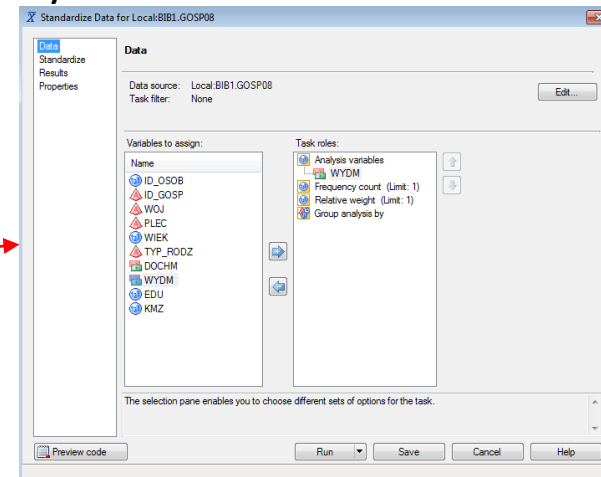 Standardize Data for Local:BIB1.GOSP08
Data
Standardize
Results
Properties
Data
Data source: Local:BIB1.GOSP08
Task filter: None
Edit...
Variables to assign:
Name
ID_OSOB
ID_GOSP
WOJ
PLEC
WIEK
TYP_RODZ
DOCHM
WYDM
EDU
KMZ
Task roles:
Analysis variables
WYDM
Frequency count (Limit: 1)
Relative weight (Limit: 1)
Group analysis by
The selection pane enables you to choose different sets of options for the task.
Preview code
Run
Save
Cancel
Help